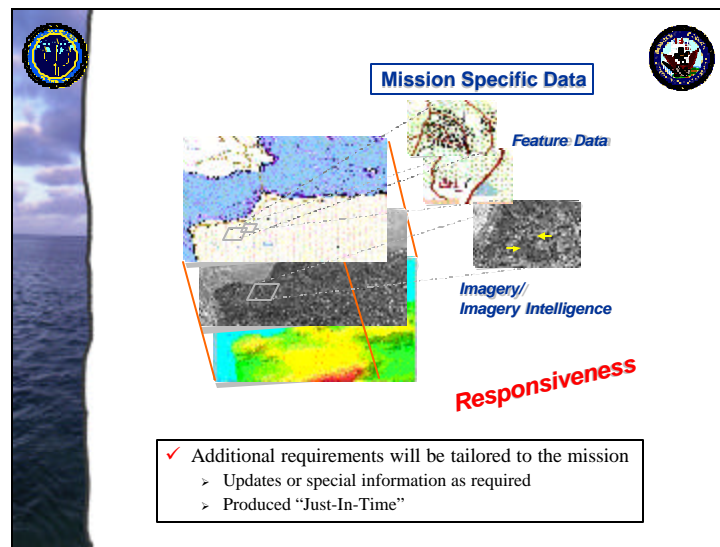 Mission Specific Data
Feature Data
Imagery/
Imagery Intelligence
Responsiveness
Additional requirements will be tailored to the mission
Updates or special information as required
Produced “Just-In-Time”